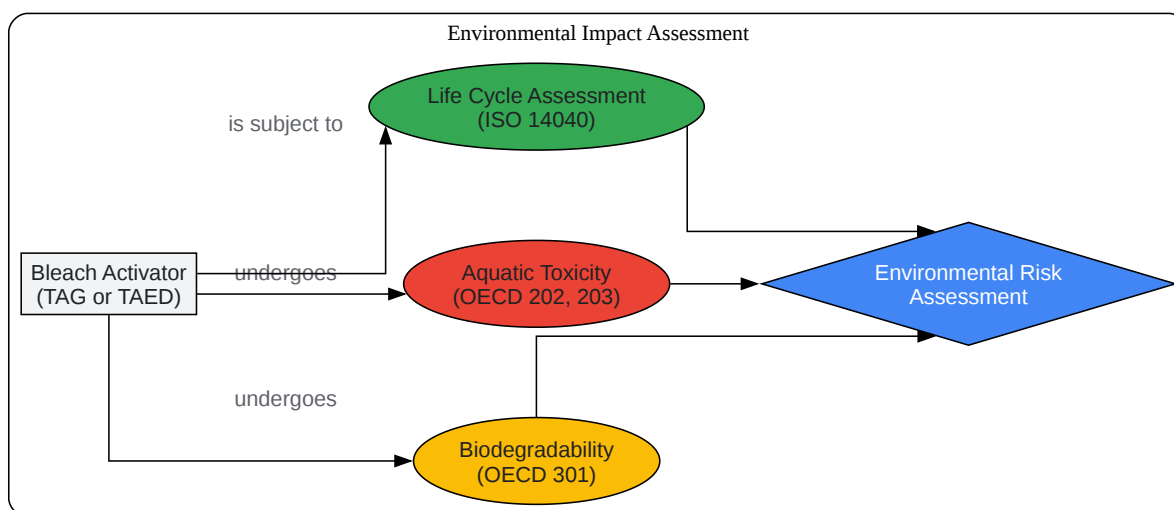 Environmental Impact Assessment
Life Cycle Assessment
(ISO 14040)
is subject to
Bleach Activator
(TAG or TAED)
undergoes
Aquatic Toxicity
(OECD 202, 203)
Environmental Risk
Assessment
undergoes
Biodegradability
(OECD 301)